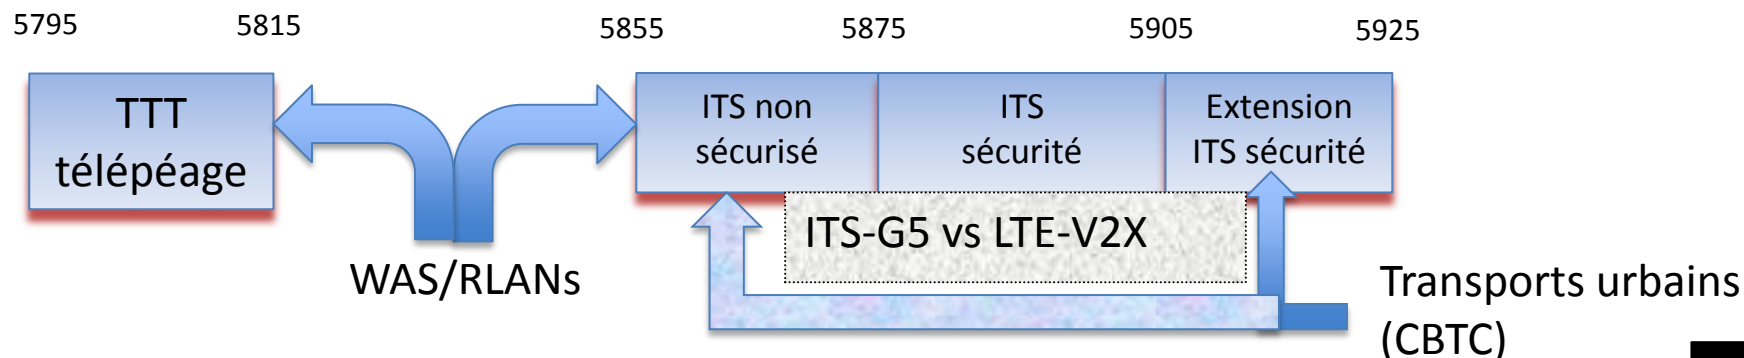 5795 5815 5855 5875 5905 5925
TTT
télépéage
ITS non
sécurisé
ITS
sécurité
Extension
ITS sécurité
ITS-G5 vs LTE-V2X
WAS/RLANs
Transports urbains
(CBTC)